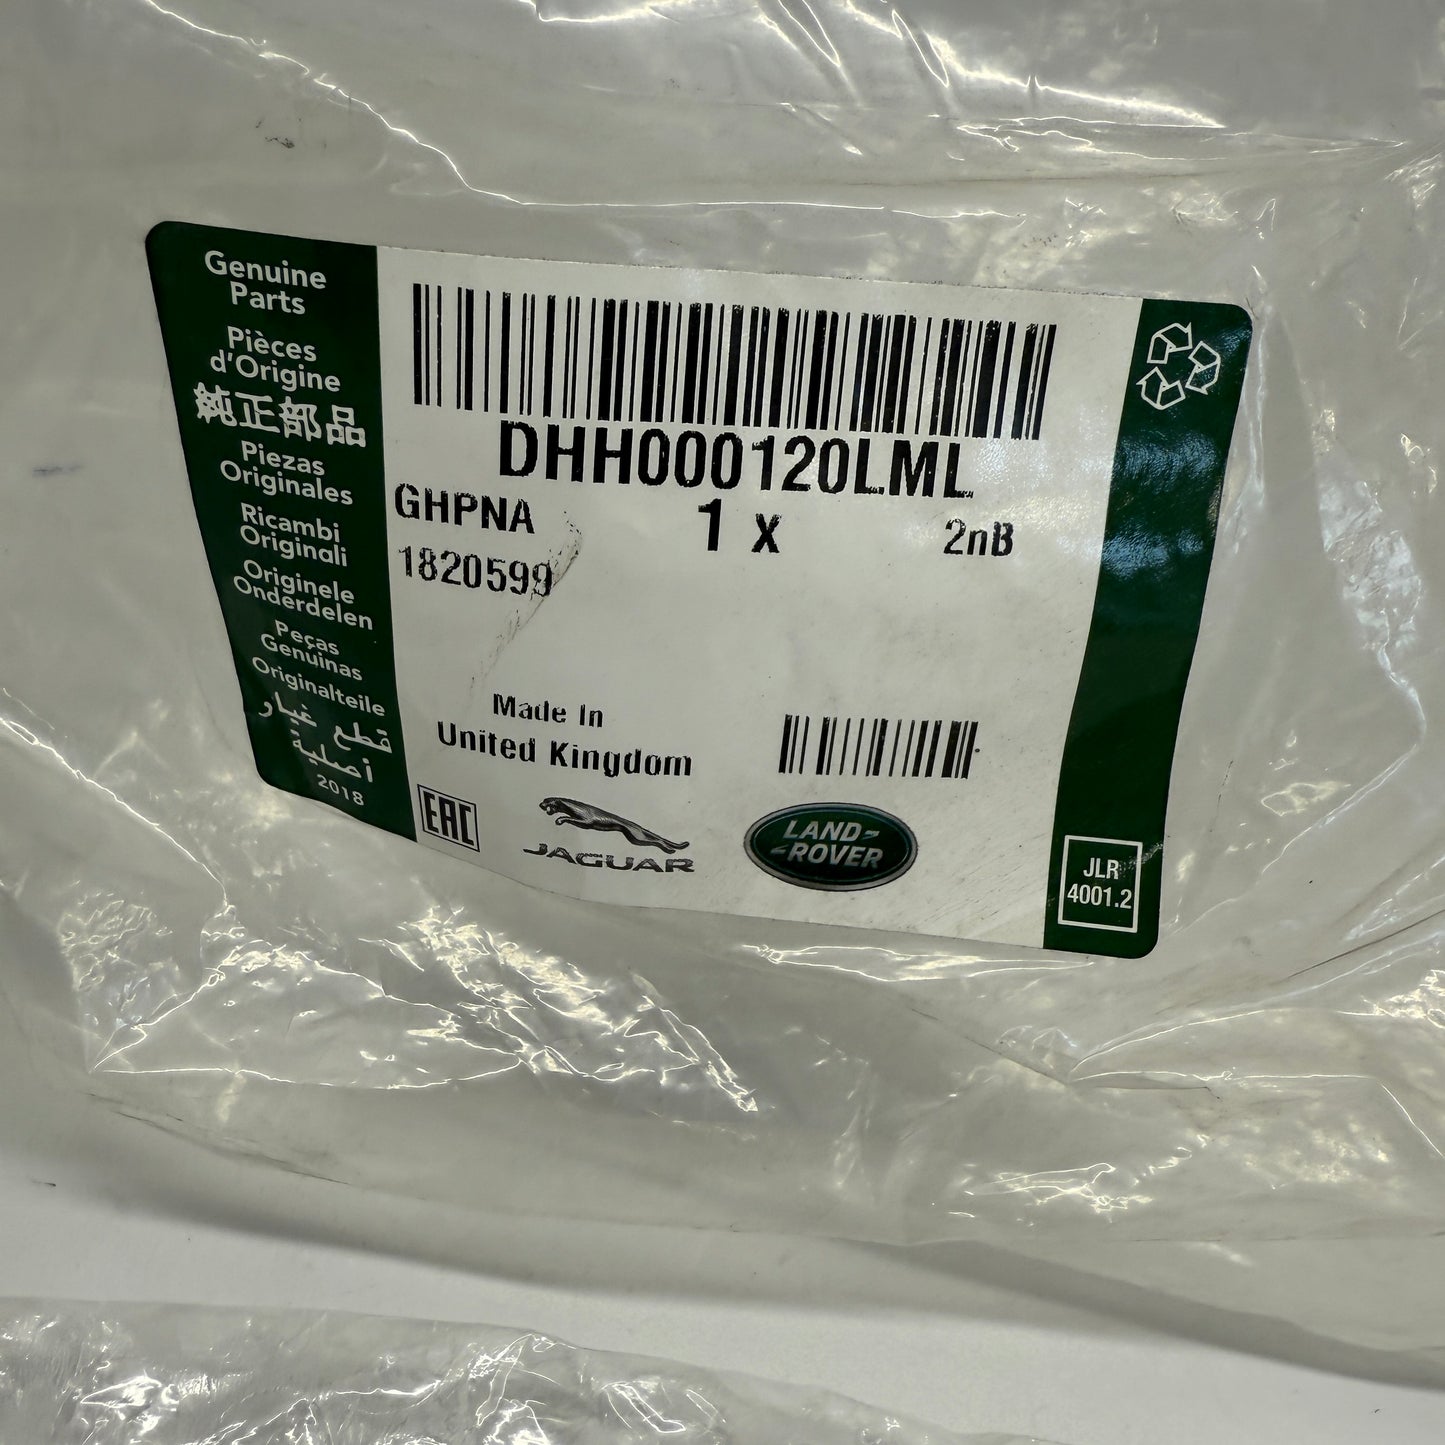 Genuine
Parts
Pièces
d'Origine
純正部品
Piezas
Originales
Ricambi
Originali
Originele
Onderdelen
Peças
Genuinas
Originalteile
قطع غيار
أصلية
2018
DHH000120LML
GHPNA 1 x 2nB
1820599
Made In
United Kingdom
EAC
JAGUAR
LAND-
-ROVER
JLR
4001.2